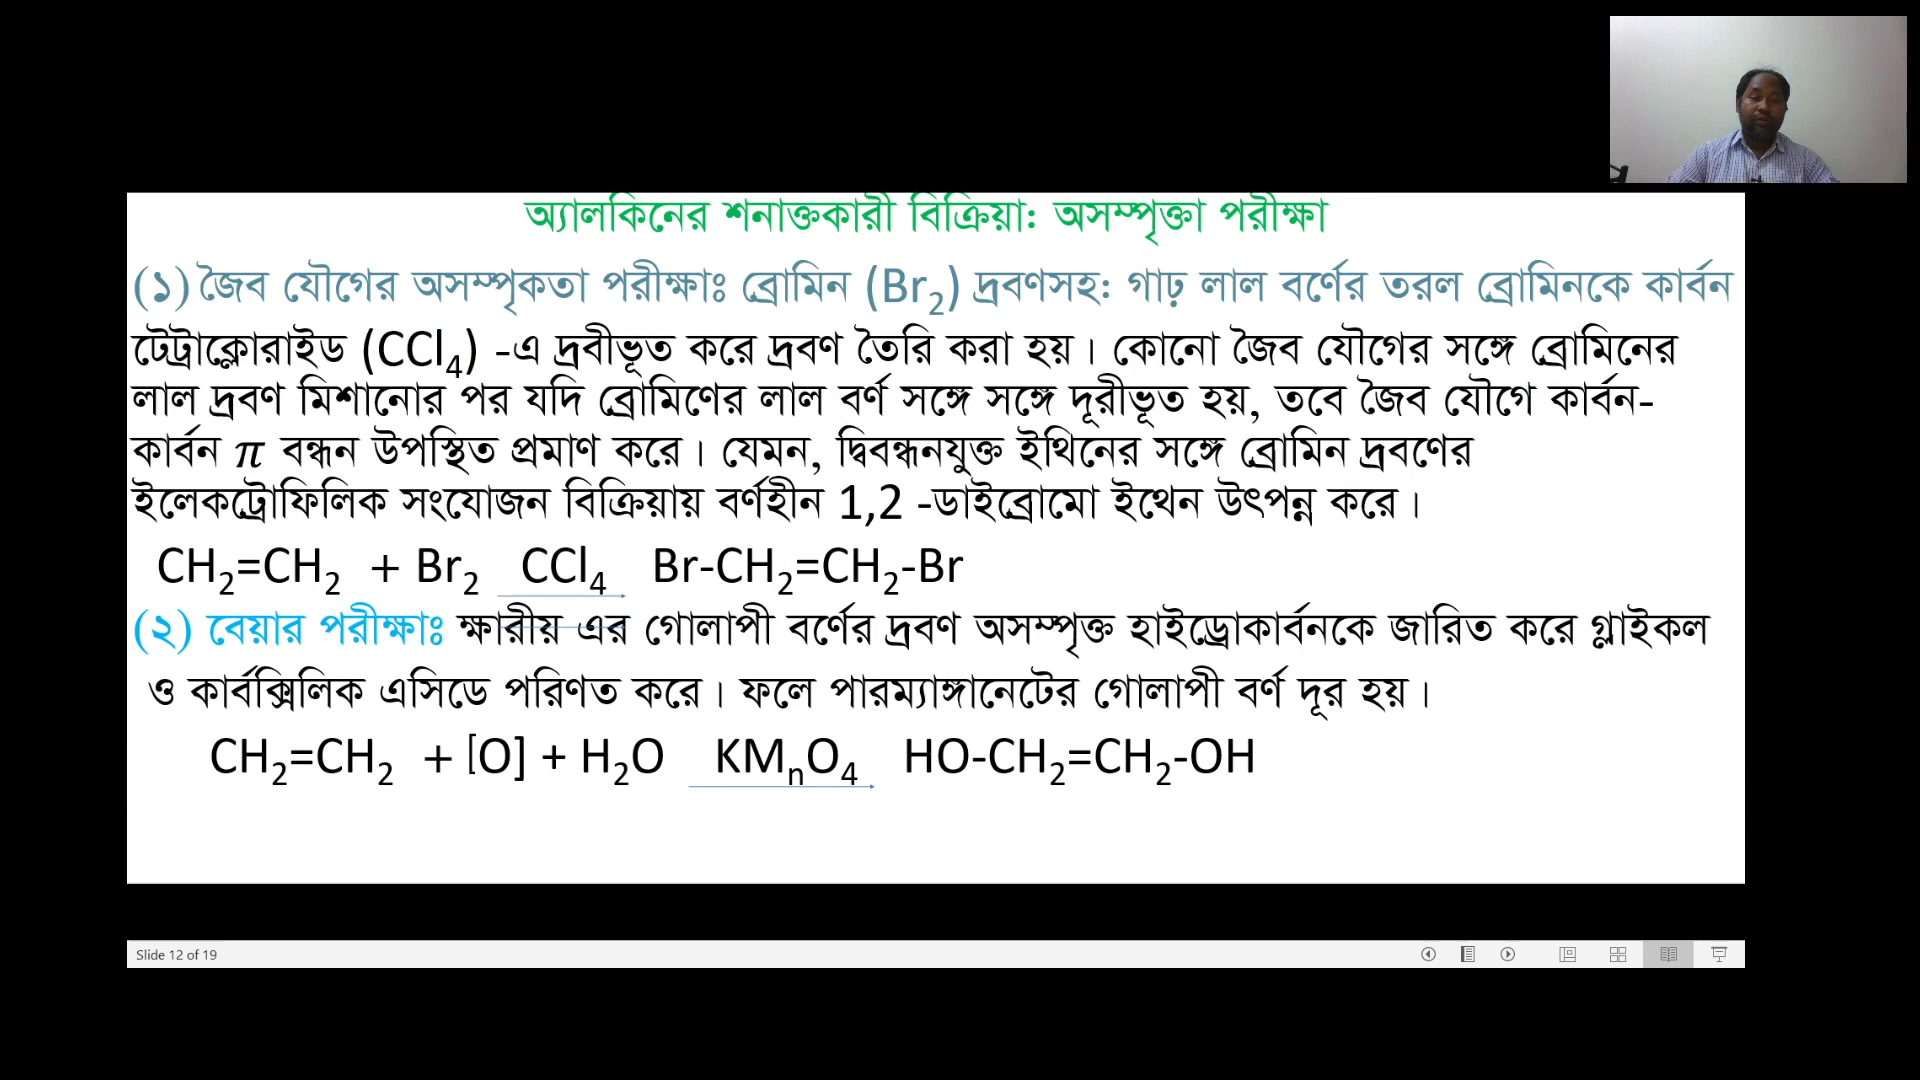 অ্যালকিনের শনাক্তকারী বিক্রিয়া: অসম্পৃক্তা পরীক্ষা
(১) জৈব যৌগের অসম্পৃকতা পরীক্ষাঃ ব্রোমিন (Br₂) দ্রবণসহ: গাঢ় লাল বর্ণের তরল ব্রোমিনকে কার্বন
টেট্রাক্লোরাইড (CCl₄) -এ দ্রবীভূত করে দ্রবণ তৈরি করা হয়। কোনো জৈব যৌগের সঙ্গে ব্রোমিনের
লাল দ্রবণ মিশানোর পর যদি ব্রোমিণের লাল বর্ণ সঙ্গে সঙ্গে দূরীভূত হয়, তবে জৈব যৌগে কার্বন-
কার্বন π বন্ধন উপস্থিত প্রমাণ করে। যেমন, দ্বিবন্ধনযুক্ত ইথিনের সঙ্গে ব্রোমিন দ্রবণের
ইলেকট্রোফিলিক সংযোজন বিক্রিয়ায় বর্ণহীন 1,2 -ডাইব্রোমো ইথেন উৎপন্ন করে।
CH₂=CH₂ + Br₂ CCl₄ Br-CH₂=CH₂-Br
(২) বেয়ার পরীক্ষাঃ ক্ষারীয় এর গোলাপী বর্ণের দ্রবণ অসম্পৃক্ত হাইড্রোকার্বনকে জারিত করে গ্লাইকল
ও কার্বক্সিলিক এসিডে পরিণত করে। ফলে পারম্যাঙ্গানেটের গোলাপী বর্ণ দূর হয়।
CH₂=CH₂ + [O] + H₂O KMₙO₄ HO-CH₂=CH₂-OH
Slide 12 of 19